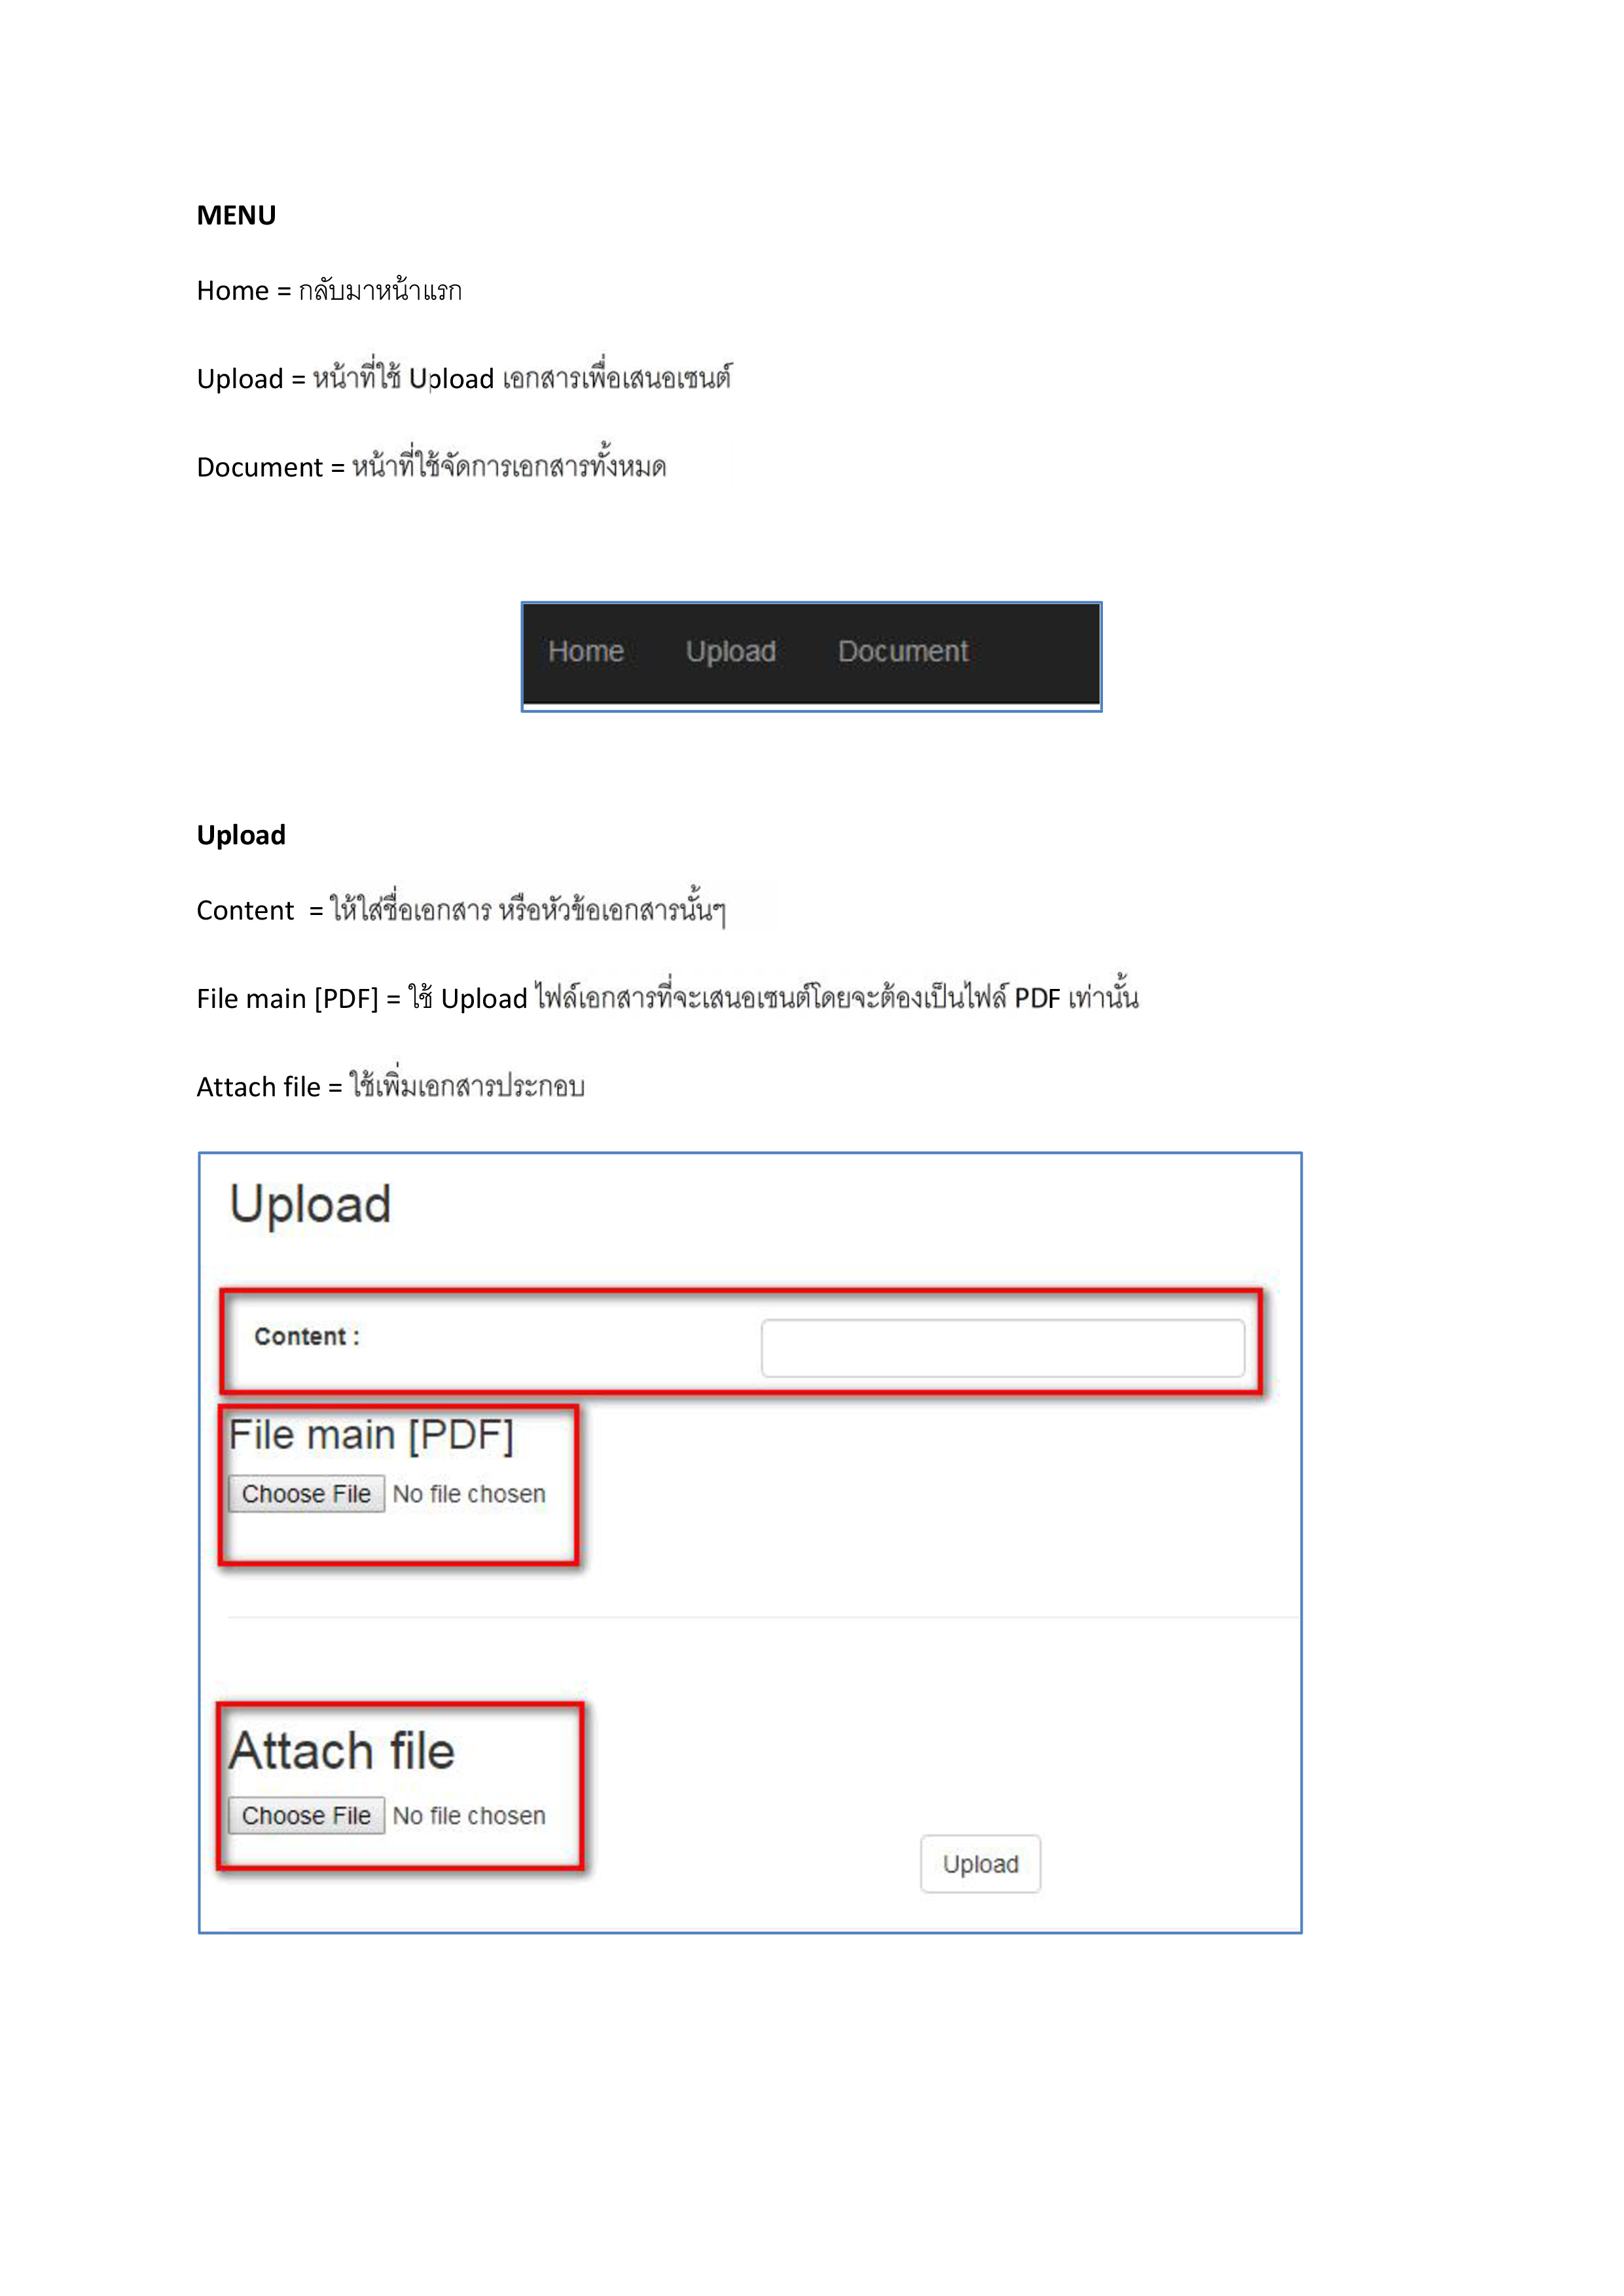 MENU
Home = กลับมาหน้าแรก
Upload = หน้าที่ใช้ Upload เอกสารเพื่อเสนอเซนต์
Document = หน้าที่ใช้จัดการเอกสารทั้งหมด
Home Upload Document
Upload
Content = ให้ใส่ชื่อเอกสาร หรือหัวข้อเอกสารนั้นๆ
File main [PDF] = ใช้ Upload ไฟล์เอกสารที่จะเสนอเซนต์โดยจะต้องเป็นไฟล์ PDF เท่านั้น
Attach file = ใช้เพิ่มเอกสารประกอบ
Upload
Content :
File main [PDF]
Choose File No file chosen
Attach file
Choose File No file chosen
Upload